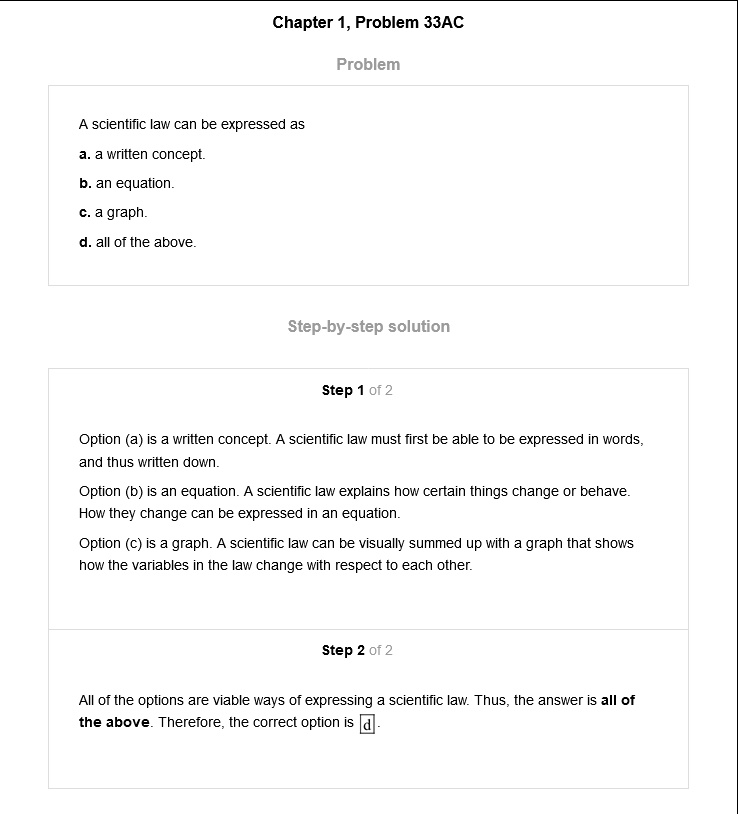 Chapter 1, Problem 33AC
Problem
A scientific law can be expressed as
a. a written concept.
b. an equation.
c. a graph.
d. all of the above.
Step-by-step solution
Step 1 of 2
Option (a) is a written concept. A scientific law must first be able to be expressed in words,
and thus written down.
Option (b) is an equation. A scientific law explains how certain things change or behave.
How they change can be expressed in an equation.
Option (c) is a graph. A scientific law can be visually summed up with a graph that shows
how the variables in the law change with respect to each other.
Step 2 of 2
All of the options are viable ways of expressing a scientific law. Thus, the answer is all of
the above. Therefore, the correct option is d.